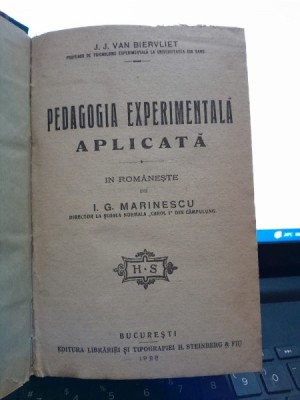 J. J. VAN BIERVLIET
PROFESOR DE PSIHOLOGIE EXPERIMENTALĂ LA UNIVERSITATEA DIN GAND
PEDAGOGIA EXPERIMENTALĂ
APLICATĂ
IN ROMÂNEȘTE
DE
I. G. MARINESCU
DIRECTOR LA ȘCOALA NORMALĂ „CAROL I” DIN CÂMPULUNG
H·S
BUCUREȘTI
EDITURA LIBRĂRIEI ȘI TIPOGRAFIEI H. STEINBERG & FIU